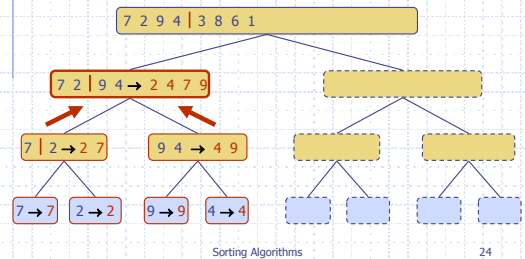 7 2 9 4 | 3 8 6 1
7 2 | 9 4 → 2 4 7 9
7 | 2 → 2 7
9 4 → 4 9
7 → 7
2 → 2
9 → 9
4 → 4
Sorting Algorithms
24